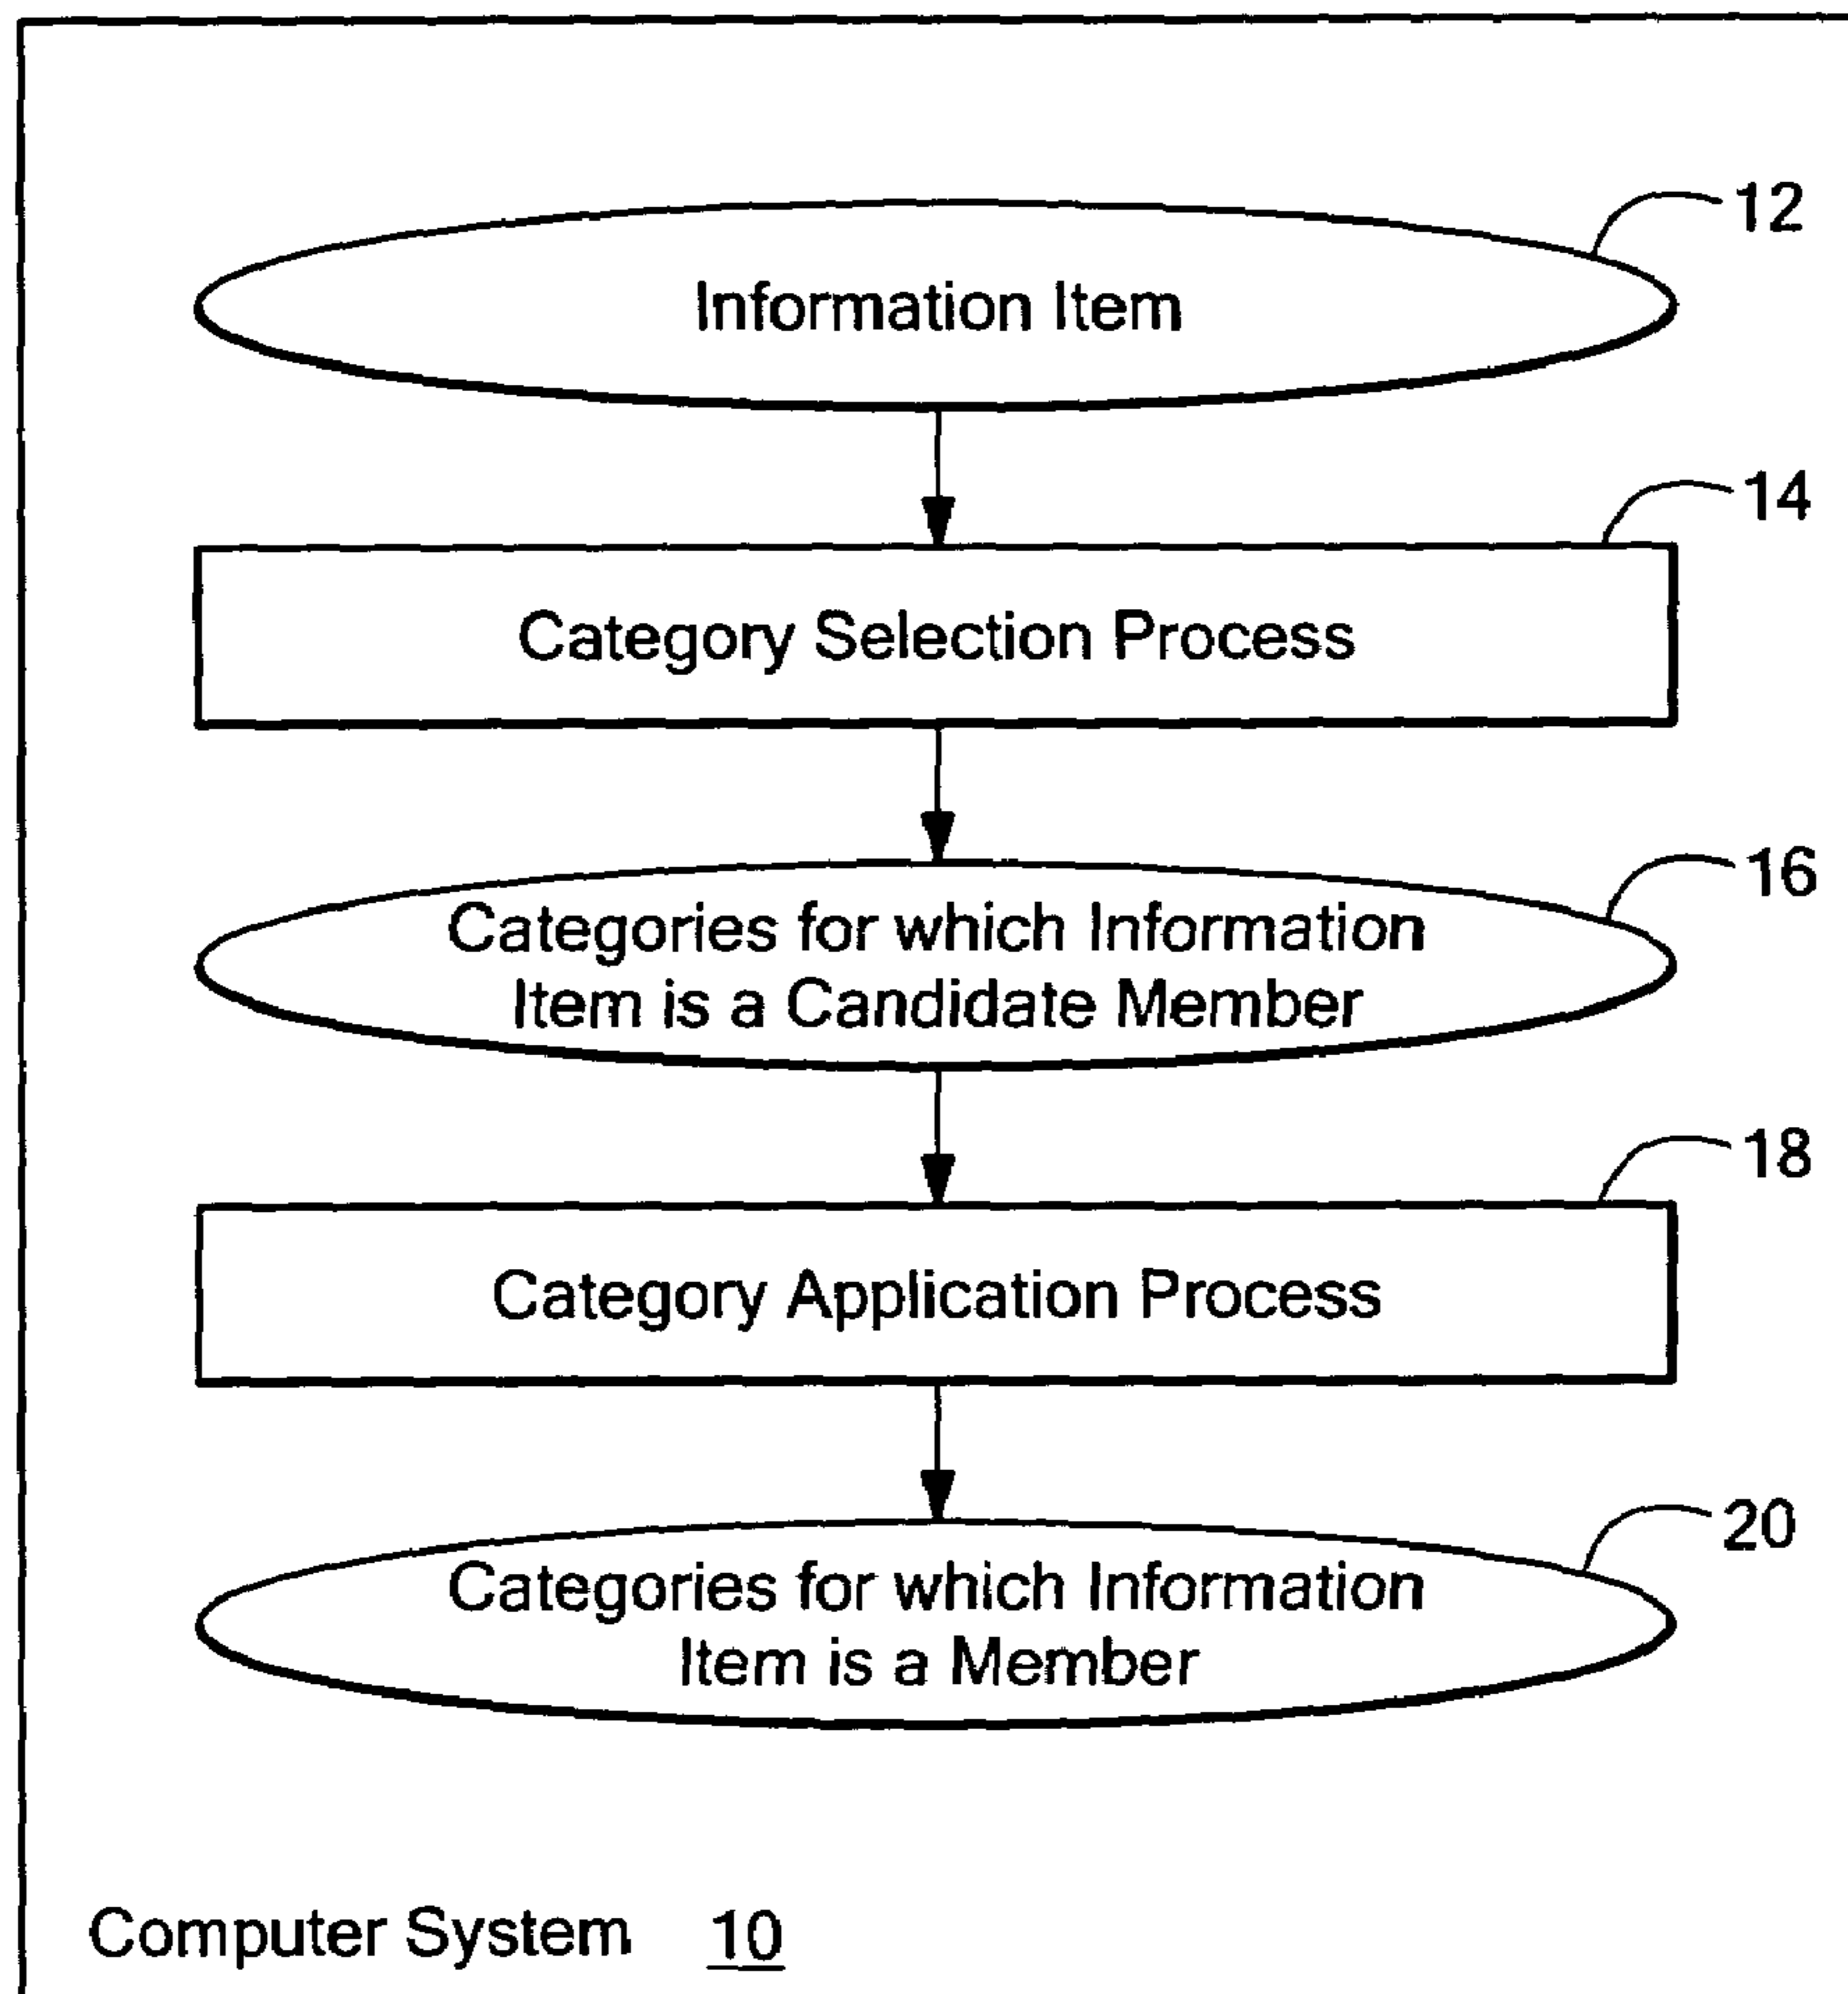 12
Information Item
14
Category Selection Process
16
Categories for which Information
Item is a Candidate Member
18
Category Application Process
20
Categories for which Information
Item is a Member
Computer System 10